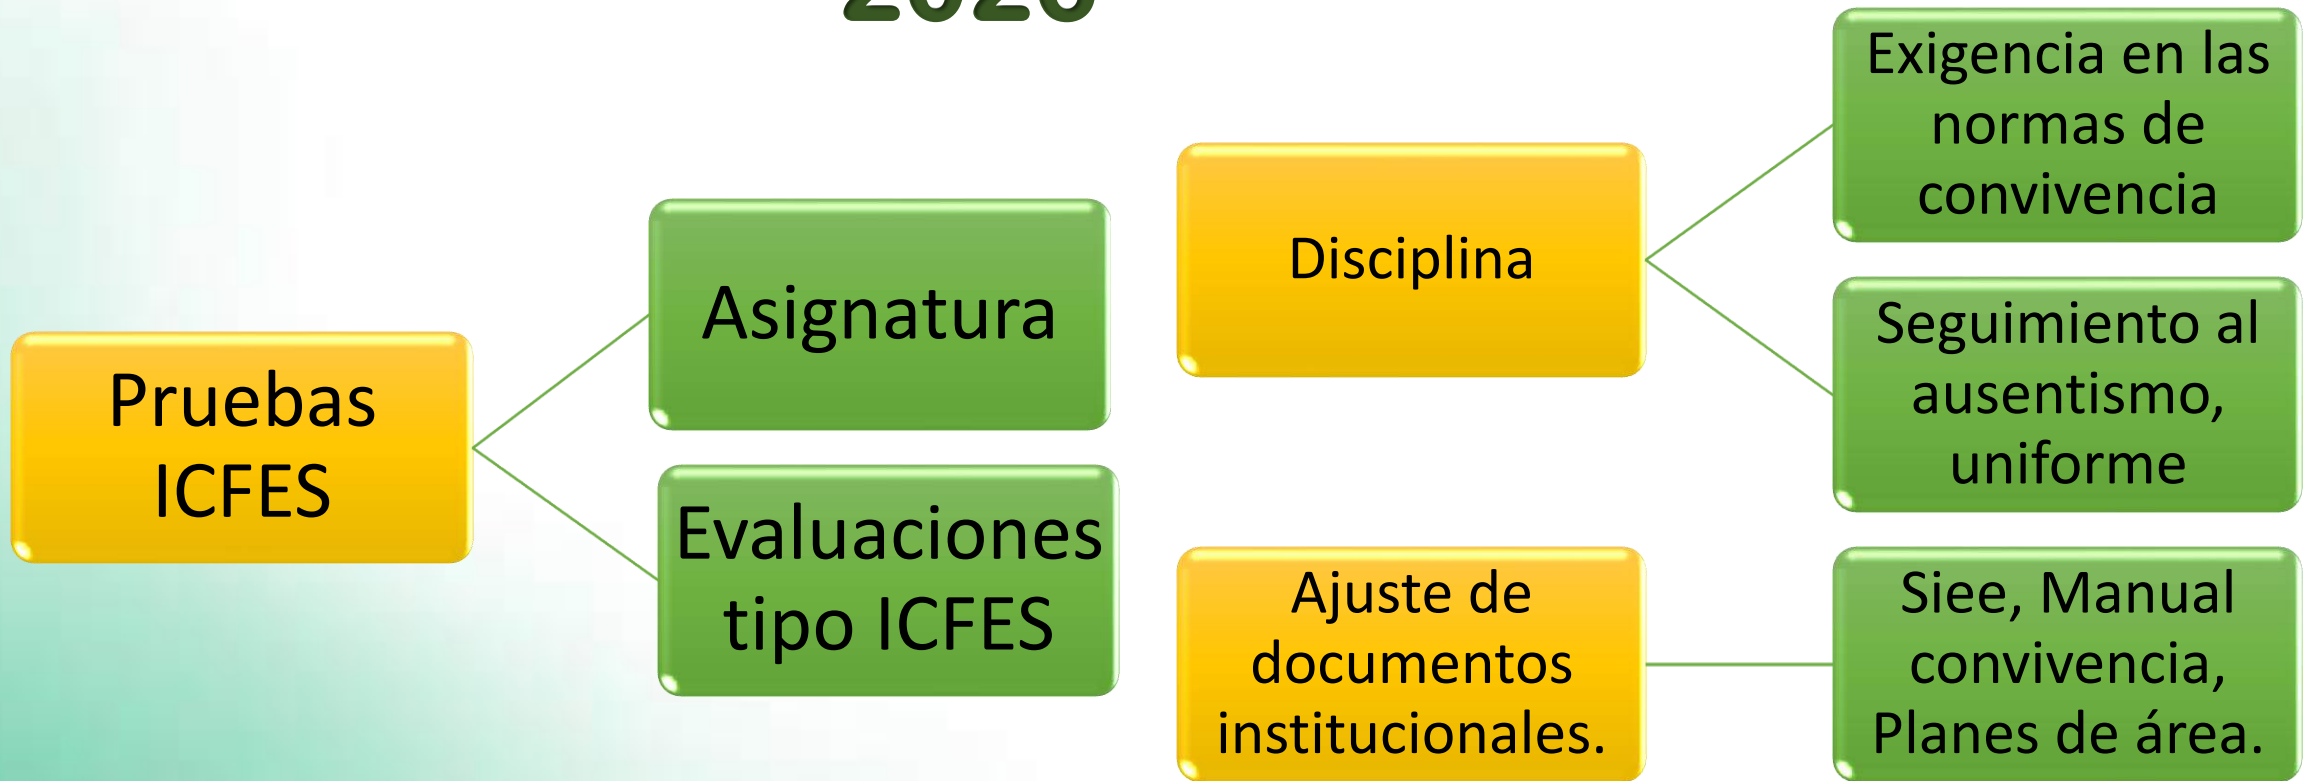 Pruebas
ICFES
Asignatura
Evaluaciones
tipo ICFES
Disciplina
Exigencia en las
normas de
convivencia
Seguimiento al
ausentismo,
uniforme
Ajuste de
documentos
institucionales.
Siee, Manual
convivencia,
Planes de área.